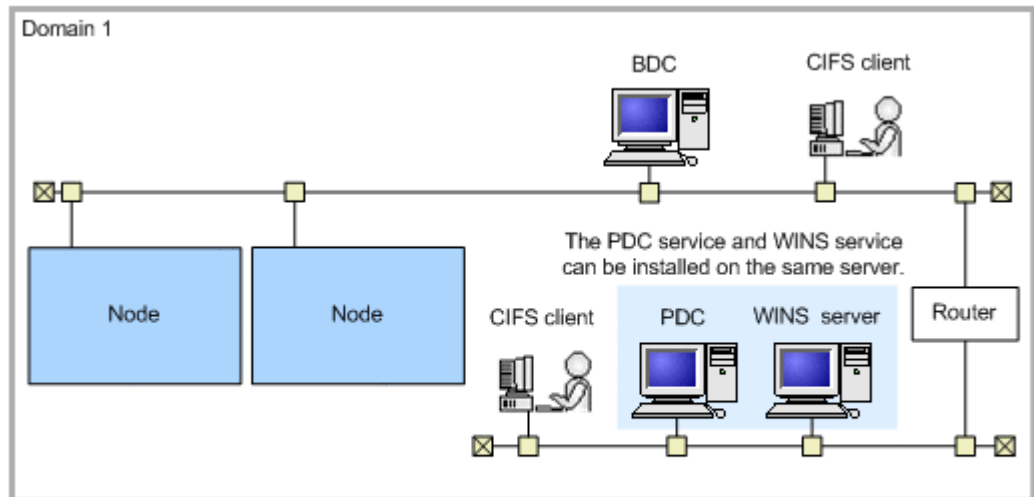 Domain 1
BDC
CIFS client
The PDC service and WINS service
can be installed on the same server.
Node
Node
CIFS client
PDC
WINS server
Router